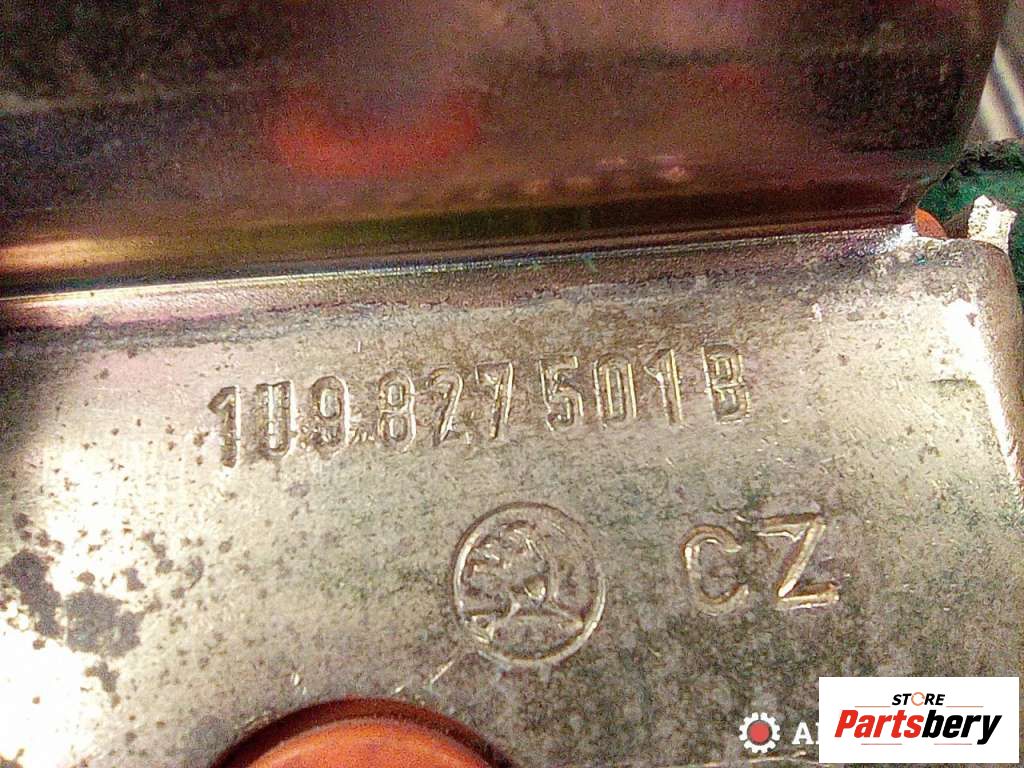 1U9 827 501 B
CZ
STORE
Partsbery